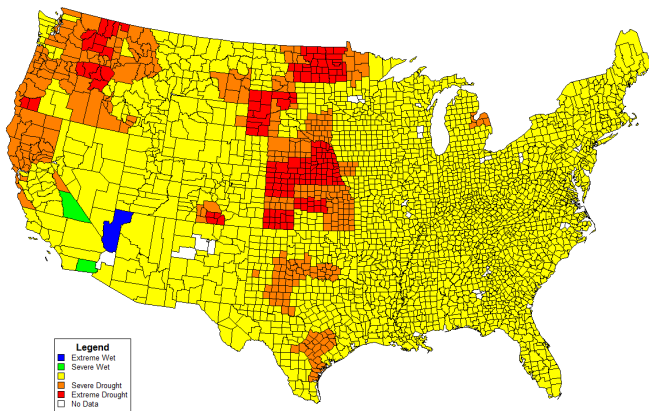 Legend
Extreme Wet
Severe Wet
Severe Drought
Extreme Drought
No Data